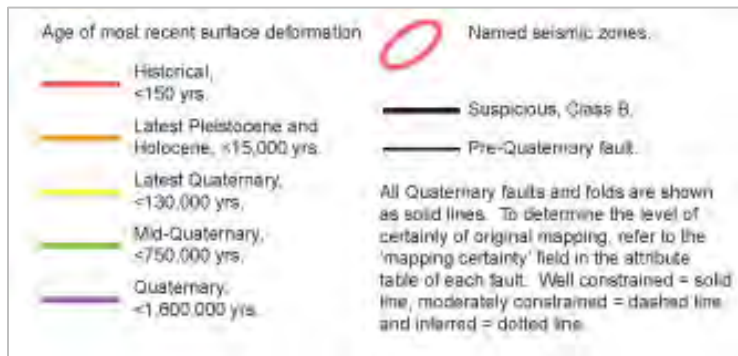 Age of most recent surface deformation
Historical,
<150 yrs.
Latest Pleistocene and
Holocene, <15,000 yrs.
Latest Quaternary,
<130,000 yrs.
Mid-Quaternary,
<750,000 yrs.
Quaternary,
<1,600,000 yrs.
Named seismic zones.
Suspicious, Class B.
Pre-Quaternary fault.
All Quaternary faults and folds are shown
as solid lines. To determine the level of
certainly of original mapping, refer to the
'mapping certainty' field in the attribute
table of each fault. Well constrained = solid
line, moderately constrained = dashed line
and inferred = dotted line.